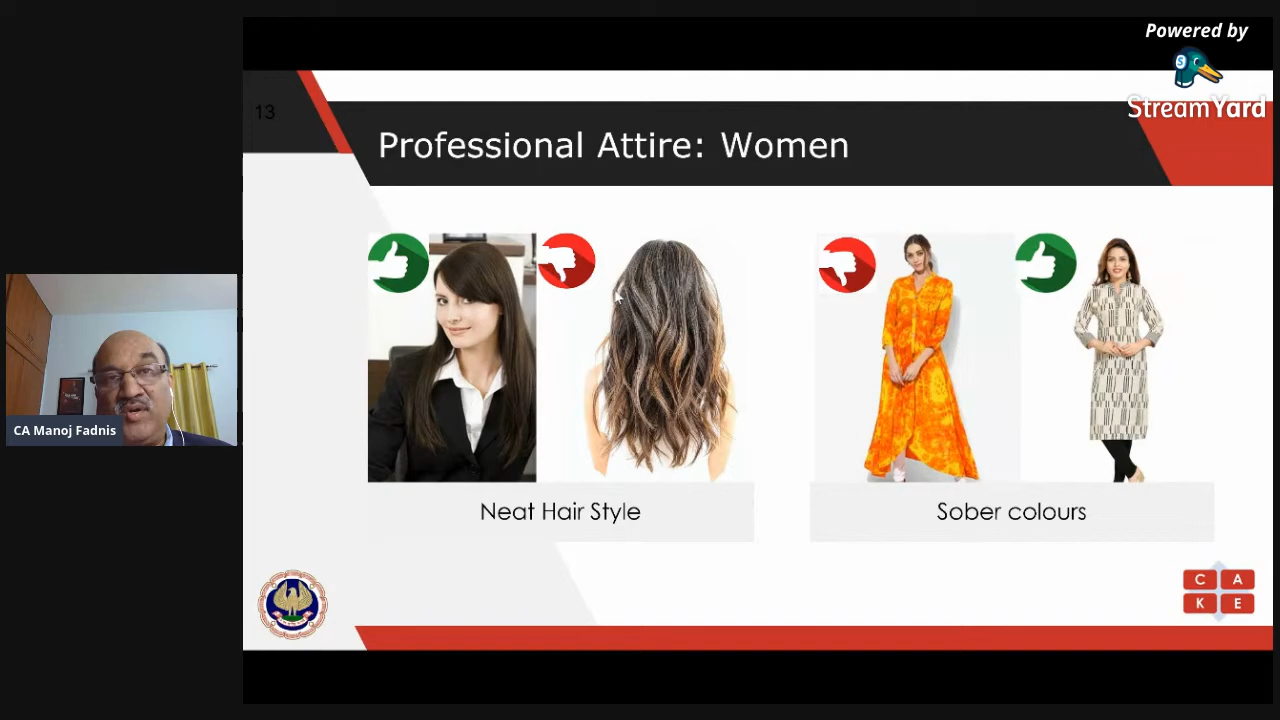 Powered by
S
StreamYard
13
Professional Attire: Women
CA Manoj Fadnis
Neat Hair Style
Sober colours
C A
K E